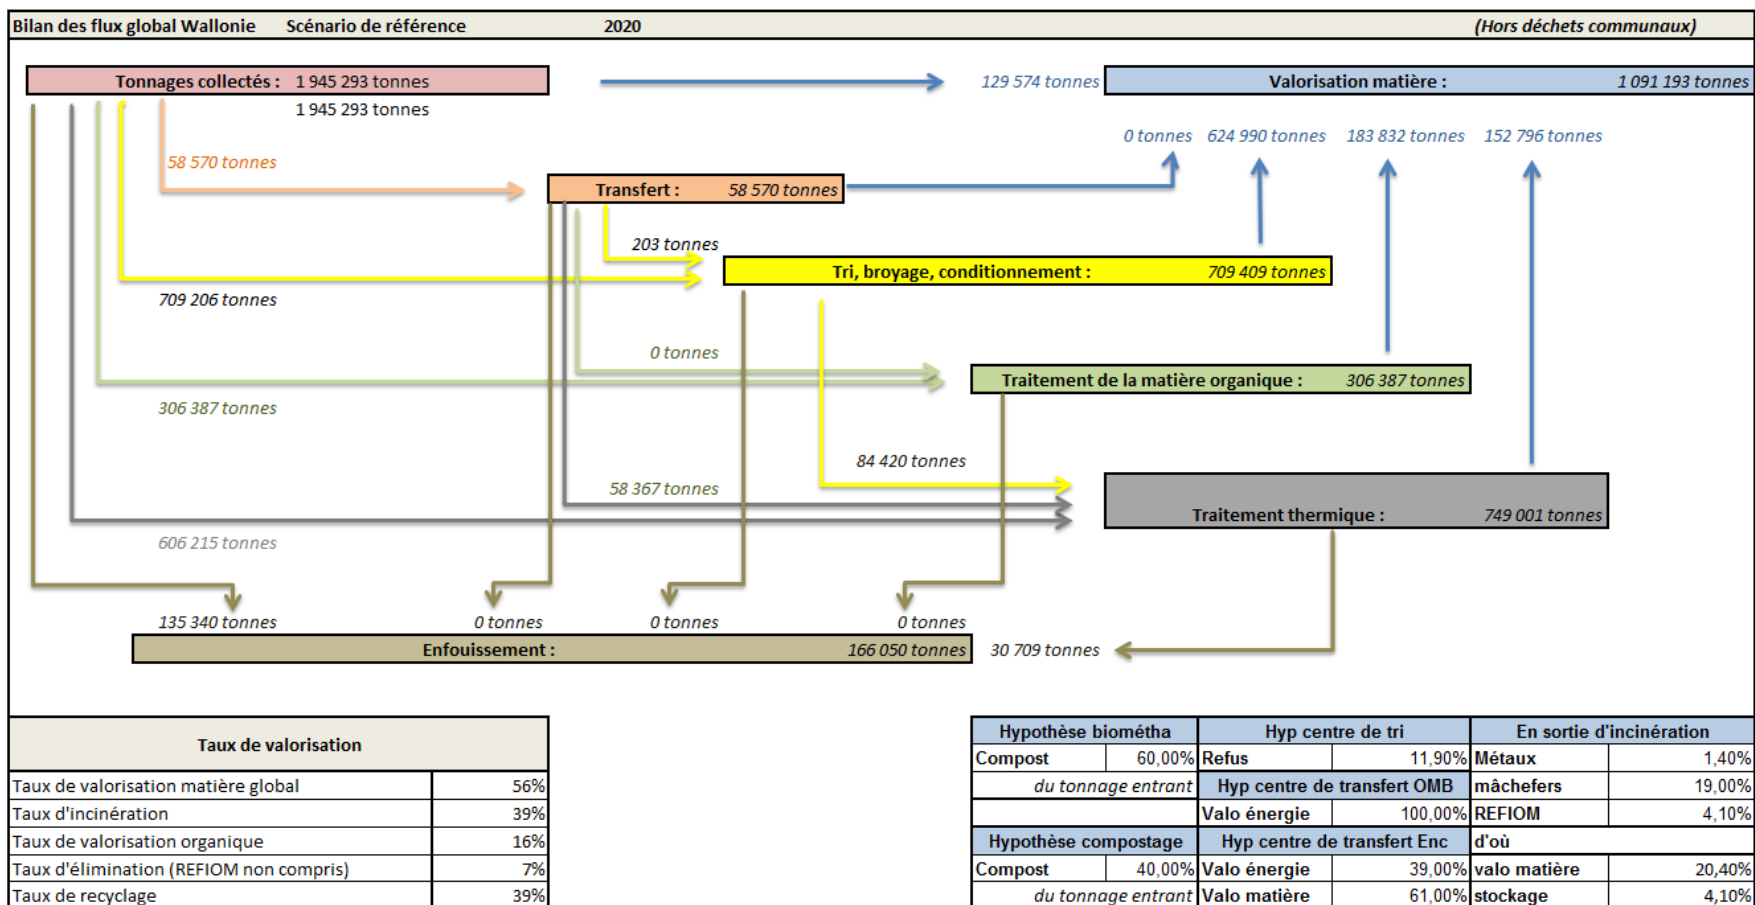 Bilan des flux global Wallonie Scénario de référence 2020 (Hors déchets communaux)
Tonnages collectés : 1 945 293 tonnes
129 574 tonnes
Valorisation matière : 1 091 193 tonnes
1 945 293 tonnes
0 tonnes 624 990 tonnes 183 832 tonnes 152 796 tonnes
58 570 tonnes
Transfert : 58 570 tonnes
203 tonnes
Tri, broyage, conditionnement : 709 409 tonnes
709 206 tonnes
0 tonnes
Traitement de la matière organique : 306 387 tonnes
306 387 tonnes
84 420 tonnes
58 367 tonnes
Traitement thermique : 749 001 tonnes
606 215 tonnes
135 340 tonnes 0 tonnes 0 tonnes 0 tonnes
Enfouissement : 166 050 tonnes
30 709 tonnes
Taux de valorisation
Taux de valorisation matière global 56%
Taux d'incinération 39%
Taux de valorisation organique 16%
Taux d'élimination (REFIOM non compris) 7%
Taux de recyclage 39%
Hypothèse biométha Hyp centre de tri En sortie d'incinération
Compost 60,00% Refus 11,90% Métaux 1,40%
du tonnage entrant Hyp centre de transfert OMB mâchefers 19,00%
Valo énergie 100,00% REFIOM 4,10%
Hypothèse compostage Hyp centre de transfert Enc d'où
Compost 40,00% Valo énergie 39,00% valo matière 20,40%
du tonnage entrant Valo matière 61,00% stockage 4,10%